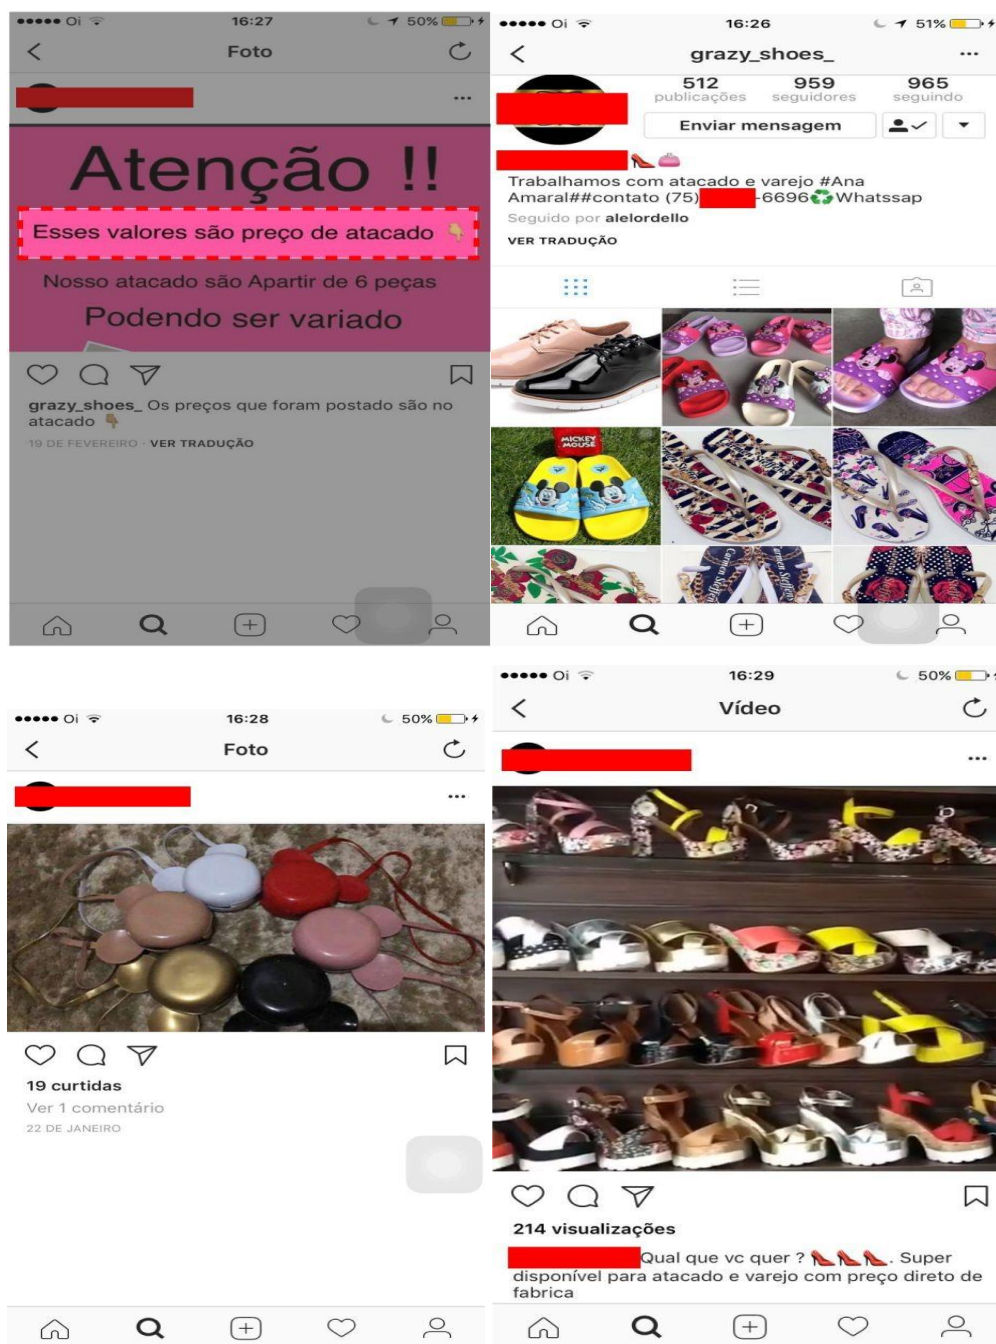 Oi 16:27 50%
Foto
Atenção !!
Esses valores são preço de atacado
Nosso atacado são Apartir de 6 peças
Podendo ser variado
grazy_shoes_ Os preços que foram postado são no
atacado
19 DE FEVEREIRO · VER TRADUÇÃO
Oi 16:26 51%
grazy_shoes_
512 959 965
publicações seguidores seguindo
Enviar mensagem
Trabalhamos com atacado e varejo #Ana
Amaral##contato (75) -6696 Whatssap
Seguido por alelordello
VER TRADUÇÃO
MICKEY
MOUSE
Oi 16:28 50%
Foto
19 curtidas
Ver 1 comentário
22 DE JANEIRO
Oi 16:29 50%
Vídeo
214 visualizações
Qual que vc quer ? . Super
disponível para atacado e varejo com preço direto de
fabrica